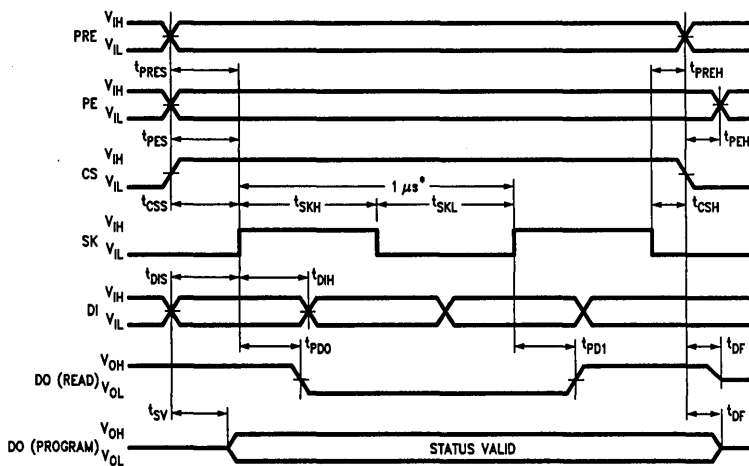 V_IH
PRE
V_IL
t_PRES
t_PREH
V_IH
PE
V_IL
t_PES
t_PEH
V_IH
CS
V_IL
1 μs*
t_CSS
t_SKH
t_SKL
t_CSH
V_IH
SK
V_IL
t_DIS
t_DIH
V_IH
DI
V_IL
t_PD0
t_PD1
t_DF
V_OH
DO (READ)
V_OL
t_SV
t_DF
V_OH
DO (PROGRAM)
STATUS VALID
V_OL